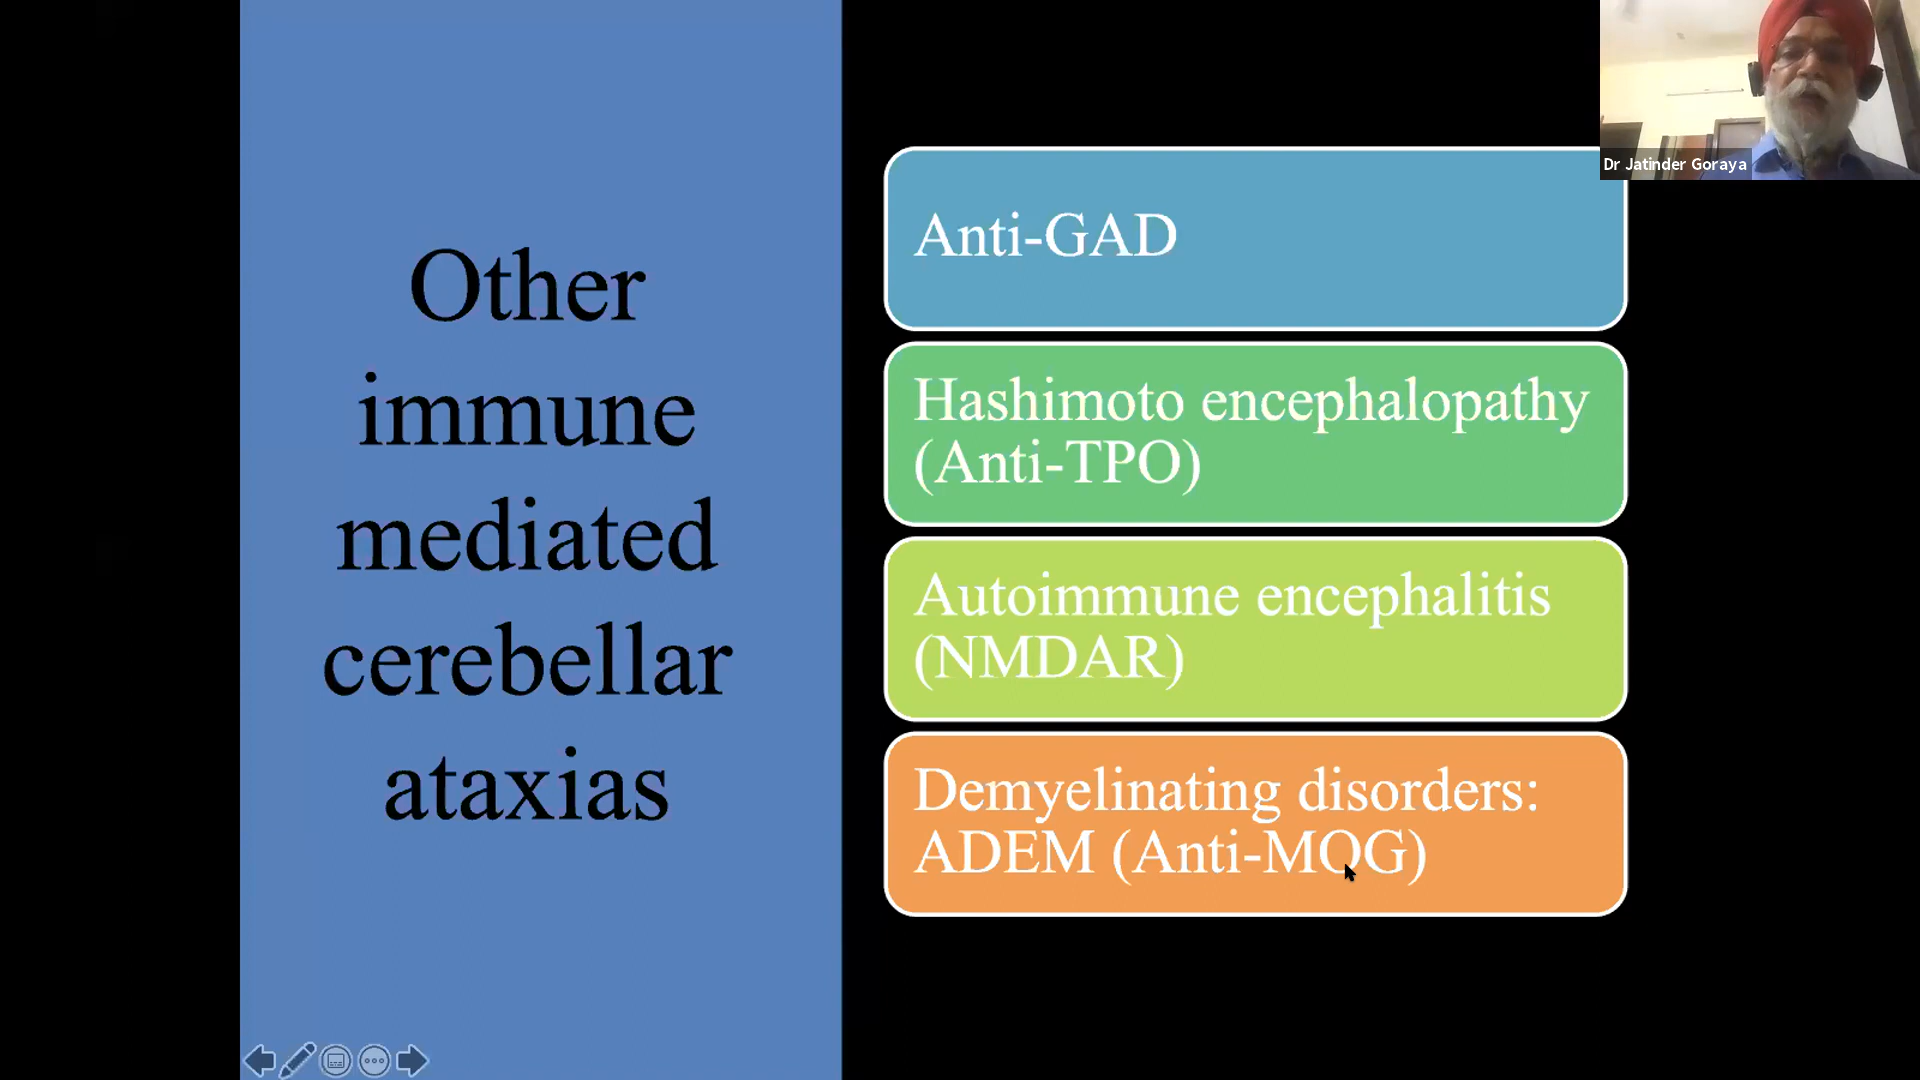 Other
immune
mediated
cerebellar
ataxias
Anti-GAD
Hashimoto encephalopathy
(Anti-TPO)
Autoimmune encephalitis
(NMDAR)
Demyelinating disorders:
ADEM (Anti-MOG)
Dr Jatinder Goraya